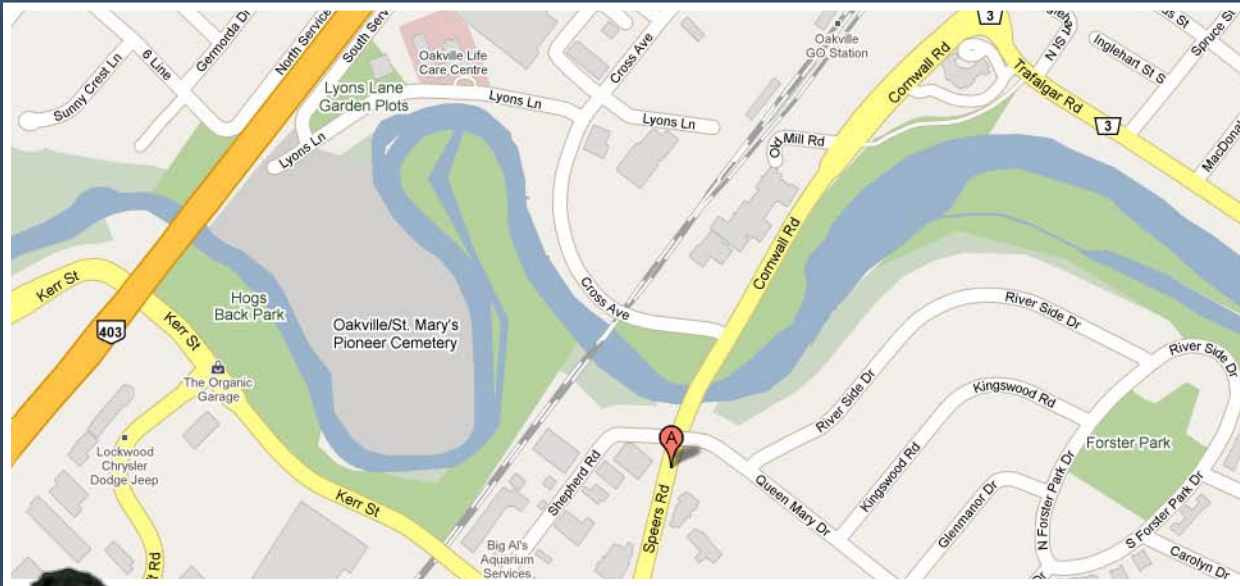 Sunny Crest Ln
6 Line
Germorda Dr
North Service
South Serv
Oakville Life
Care Centre
Lyons Lane
Garden Plots
Lyons Ln
Lyons Ln
Lyons Ln
Cross Ave
Oakville
GO Station
Cornwall Rd
3
Inglehart St S
Spruce St
St
Trafalgar Rd
3
MacDonal
Old Mill Rd
Cornwall Rd
Kerr St
403
Hogs
Back Park
Kerr St
Oakville/St. Mary's
Pioneer Cemetery
Cross Ave
River Side Dr
River Side Dr
River Side Dr
Kingswood Rd
Kingswood Rd
Forster Park
The Organic
Garage
Lockwood
Chrysler
Dodge Jeep
Kerr St
A
Shepherd Rd
Speers Rd
Queen Mary Dr
Glenmanor Dr
N Forster Park Dr
S Forster Park Dr
Carolyn Dr
Big Al's
Aquarium
Services
Rd